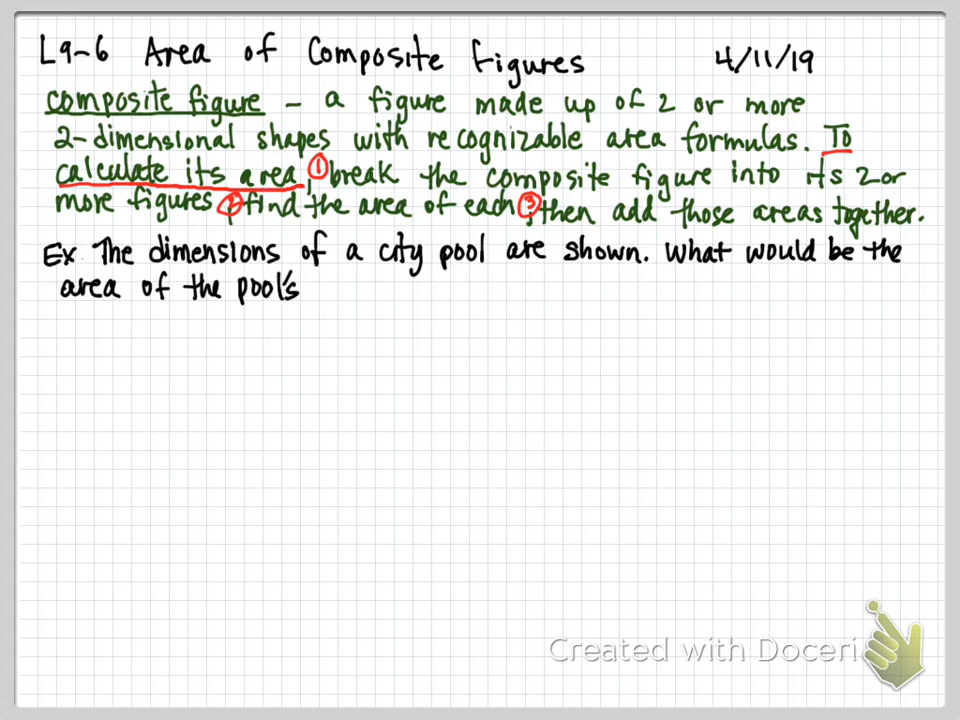 L9-6 Area of Composite Figures 4/11/19
composite figure - a figure made up of 2 or more
2-dimensional shapes with recognizable area formulas. To
calculate its area, ① break the composite figure into its 2 or
more figures, ② find the area of each, ③ then add those areas together.
Ex. The dimensions of a city pool are shown. What would be the
area of the pool's
Created with Doceri